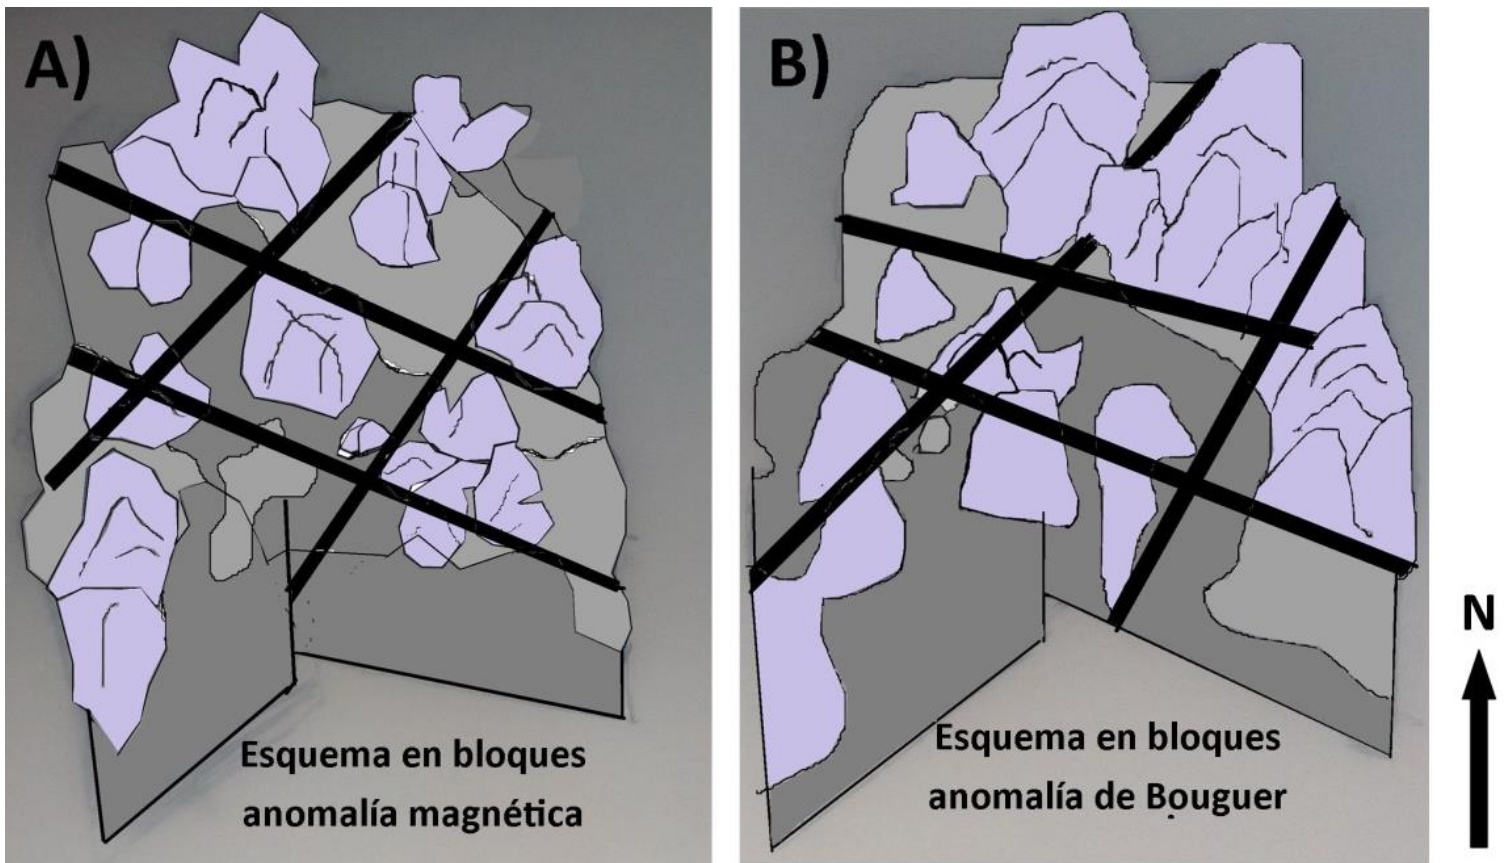 A)
Esquema en bloques
anomalía magnética
B)
Esquema en bloques
anomalía de Bouguer
N